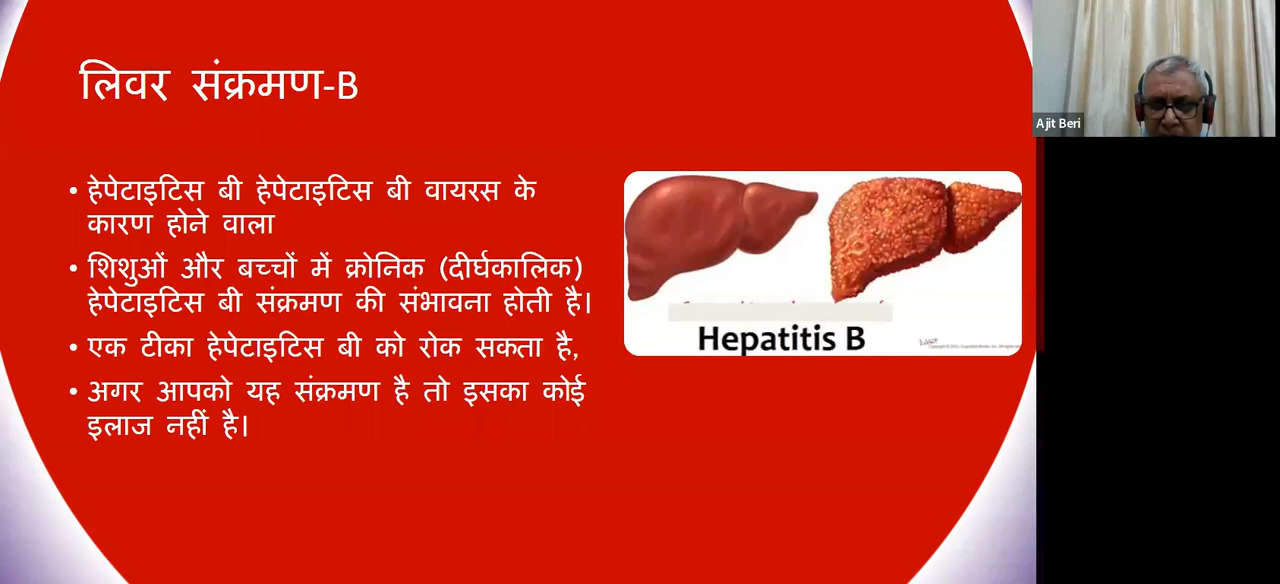 लिवर संक्रमण-B
• हेपेटाइटिस बी हेपेटाइटिस बी वायरस के
कारण होने वाला
• शिशुओं और बच्चों में क्रोनिक (दीर्घकालिक)
हेपेटाइटिस बी संक्रमण की संभावना होती है।
• एक टीका हेपेटाइटिस बी को रोक सकता है,
• अगर आपको यह संक्रमण है तो इसका कोई
इलाज नहीं है।
Hepatitis B
Ajit Beri